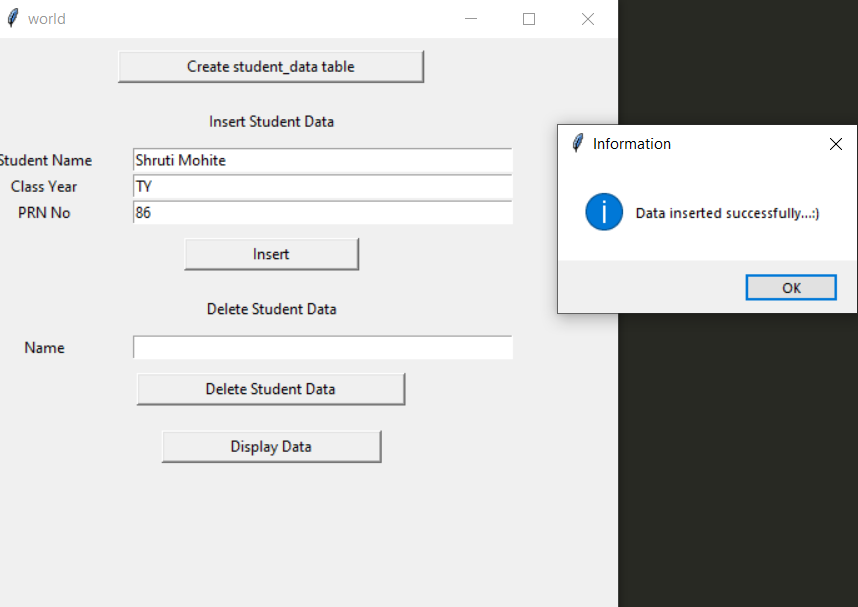 world
Create student_data table
Insert Student Data
Student Name Shruti Mohite
Class Year TY
PRN No 86
Insert
Delete Student Data
Name
Delete Student Data
Display Data
Information
Data inserted successfully...:)
OK